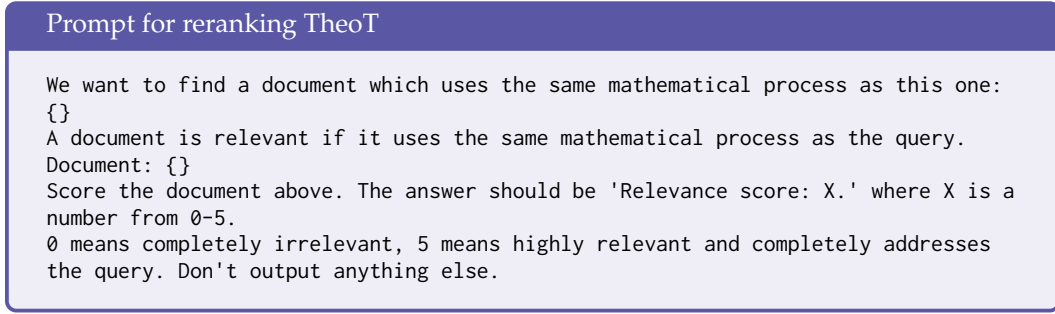 Prompt for reranking TheoT
We want to find a document which uses the same mathematical process as this one:
{}
A document is relevant if it uses the same mathematical process as the query.
Document: {}
Score the document above. The answer should be 'Relevance score: X.' where X is a
number from 0-5.
0 means completely irrelevant, 5 means highly relevant and completely addresses
the query. Don't output anything else.